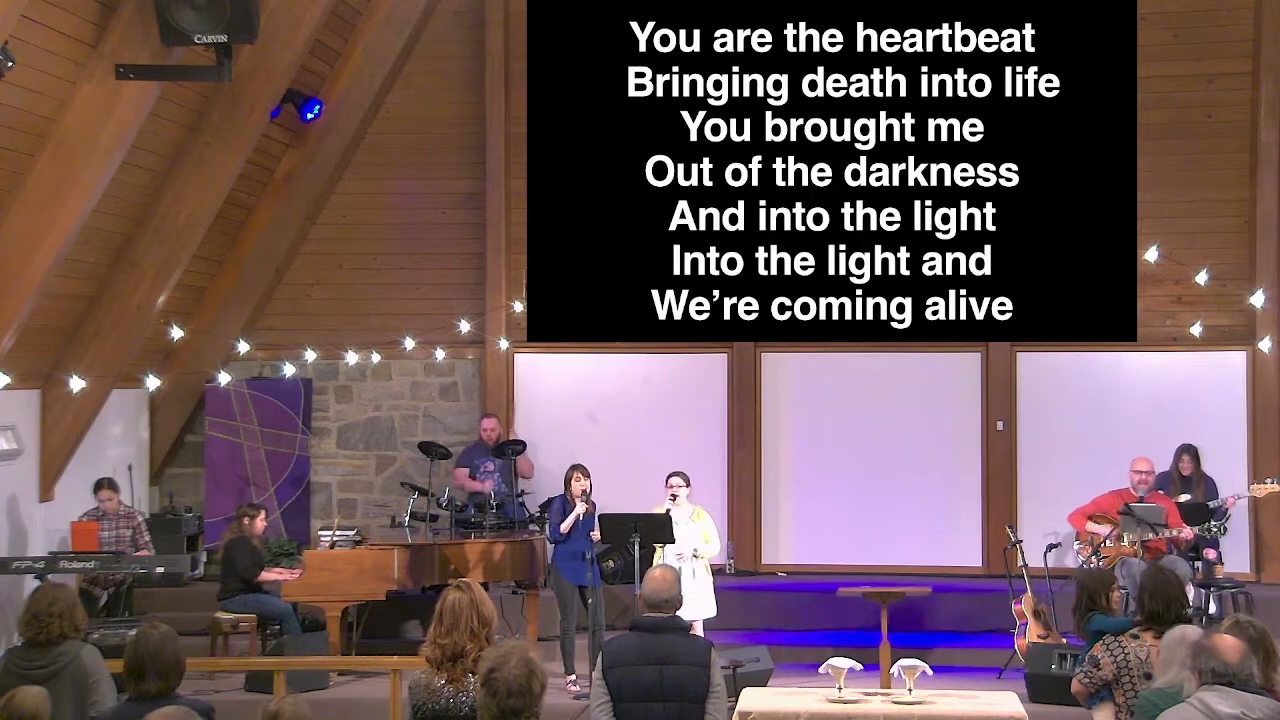 CARVIN
You are the heartbeat
Bringing death into life
You brought me
Out of the darkness
And into the light
Into the light and
We're coming alive
FP-4 Roland